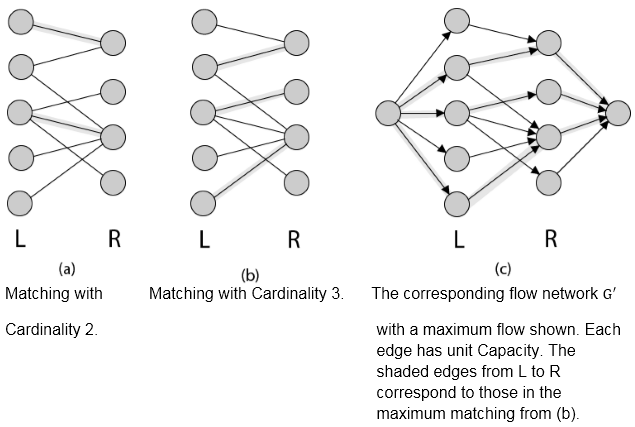 L R L R L R
(a) (b) (c)
Matching with
Cardinality 2.
Matching with Cardinality 3.
The corresponding flow network G′
with a maximum flow shown. Each
edge has unit Capacity. The
shaded edges from L to R
correspond to those in the
maximum matching from (b).